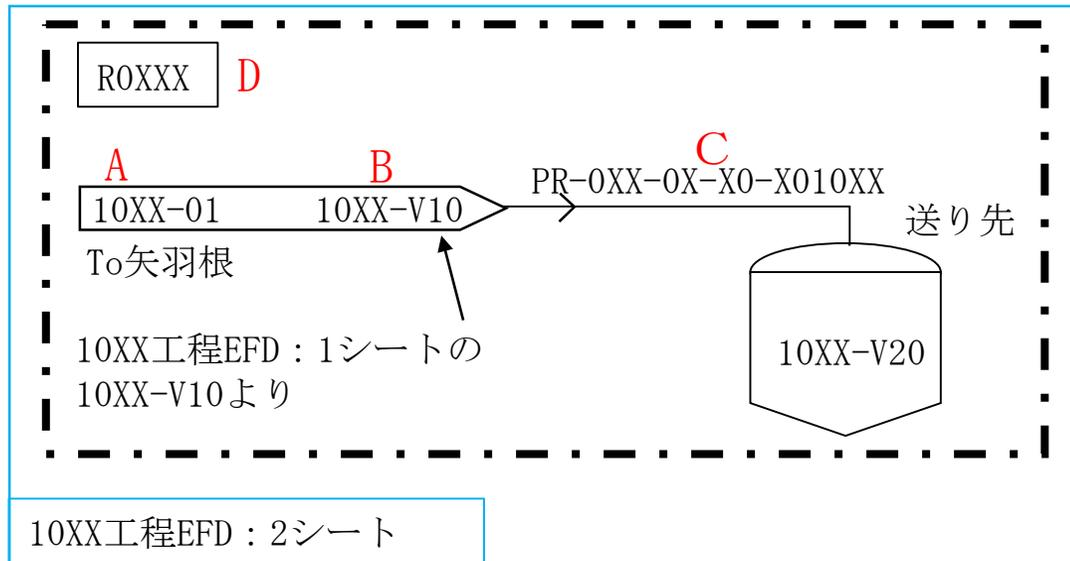 R0XXX
D
A
B
C
PR-0XX-0X-X0-X010XX
10XX-01
10XX-V10
送り先
To矢羽根
10XX工程EFD：1シートの
10XX-V10より
10XX-V20
10XX工程EFD：2シート